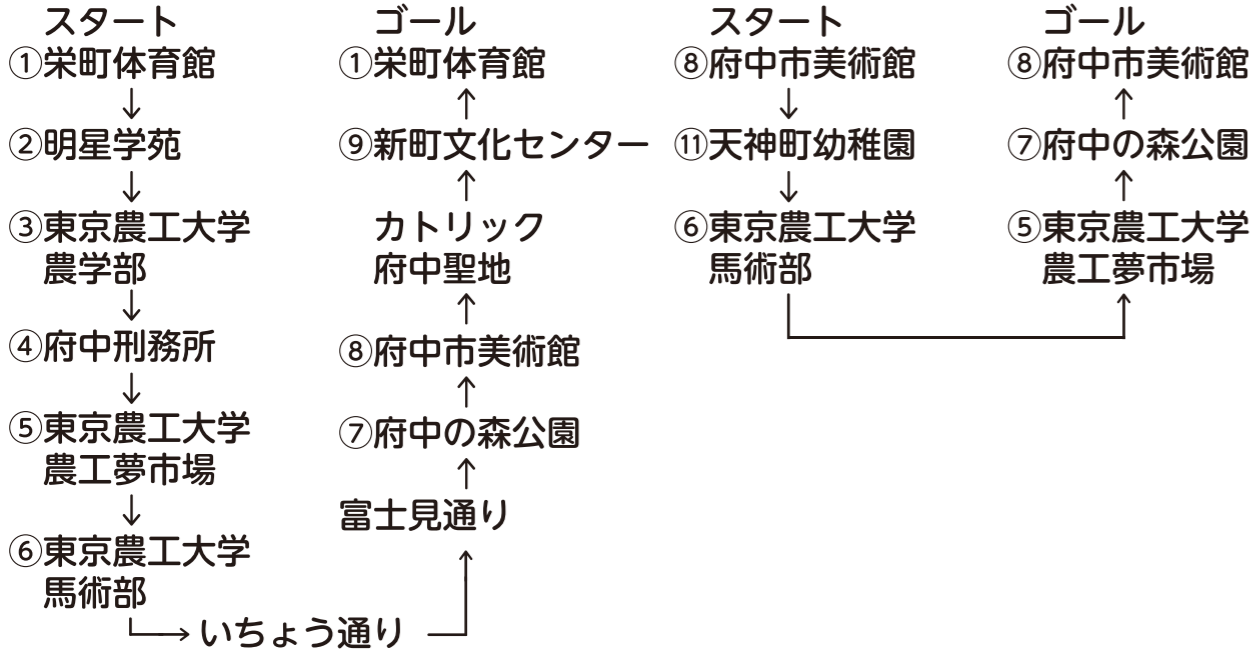 スタート
①栄町体育館
↓
②明星学苑
↓
③東京農工大学
農学部
↓
④府中刑務所
↓
⑤東京農工大学
農工夢市場
↓
⑥東京農工大学
馬術部
→いちょう通り
↑
富士見通り
↑
⑦府中の森公園
↑
⑧府中市美術館
↑
カトリック
府中聖地
↑
⑨新町文化センター
↑
①栄町体育館
ゴール
スタート
⑧府中市美術館
↓
⑪天神町幼稚園
↓
⑥東京農工大学
馬術部
↑
⑤東京農工大学
農工夢市場
↑
⑦府中の森公園
↑
⑧府中市美術館
ゴール